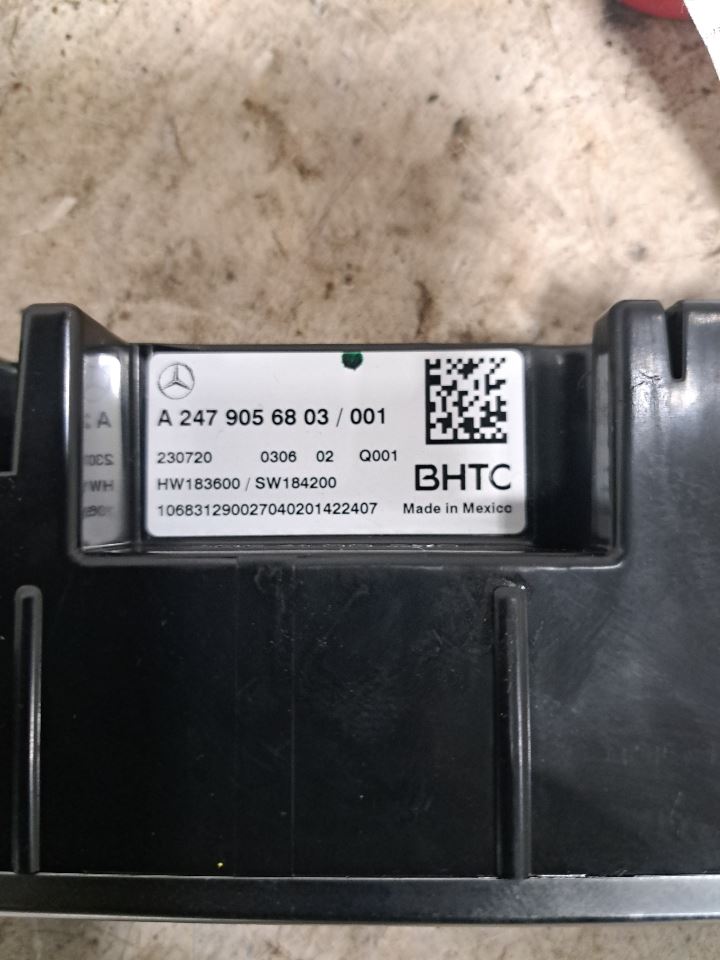 A 247 905 68 03 / 001
230720 0306 02 Q001
HW183600 / SW184200
BHTC
106831290027040201422407
Made in Mexico